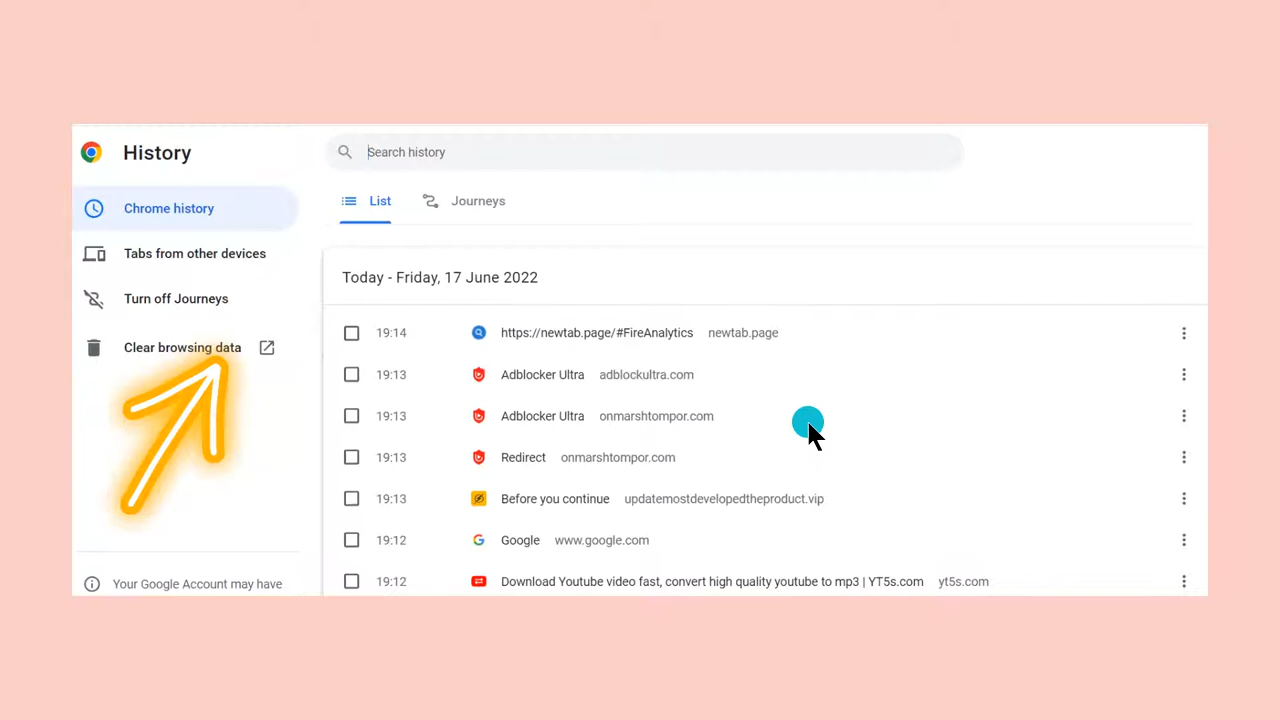 History
Search history
Chrome history
Tabs from other devices
Turn off Journeys
Clear browsing data
Your Google Account may have
List Journeys
Today - Friday, 17 June 2022
19:14 https://newtab.page/#FireAnalytics newtab.page
19:13 Adblocker Ultra adblockultra.com
19:13 Adblocker Ultra onmarshtompor.com
19:13 Redirect onmarshtompor.com
19:13 Before you continue updatemostdevelopedtheproduct.vip
19:12 Google www.google.com
19:12 Download Youtube video fast, convert high quality youtube to mp3 | YT5s.com yt5s.com